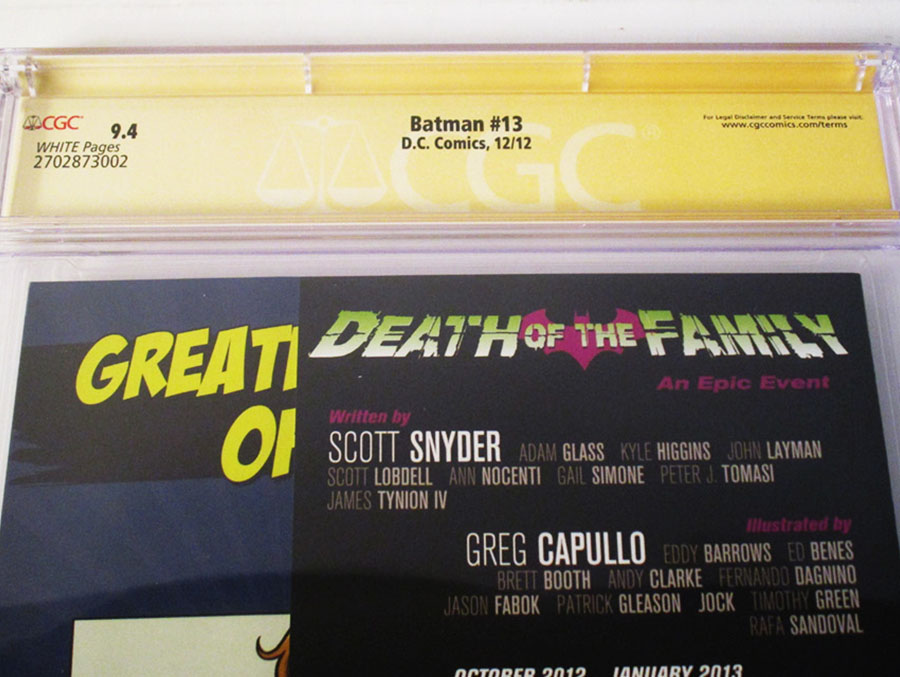 CGC 9.4
WHITE Pages
2702873002
Batman #13
D.C. Comics, 12/12
For Legal Disclaimer and Service Terms please visit:
www.cgccomics.com/terms
CGC®
GREAT
OF
DEATH OF THE FAMILY
An Epic Event
Written by
SCOTT SNYDER ADAM GLASS KYLE HIGGINS JOHN LAYMAN
SCOTT LOBDELL ANN NOCENTI GAIL SIMONE PETER J. TOMASI
JAMES TYNION IV
Illustrated by
GREG CAPULLO EDDY BARROWS ED BENES
BRETT BOOTH ANDY CLARKE FERNANDO DAGNINO
JASON FABOK PATRICK GLEASON JOCK TIMOTHY GREEN
RAFA SANDOVAL
OCTOBER 2012 JANUARY 2013